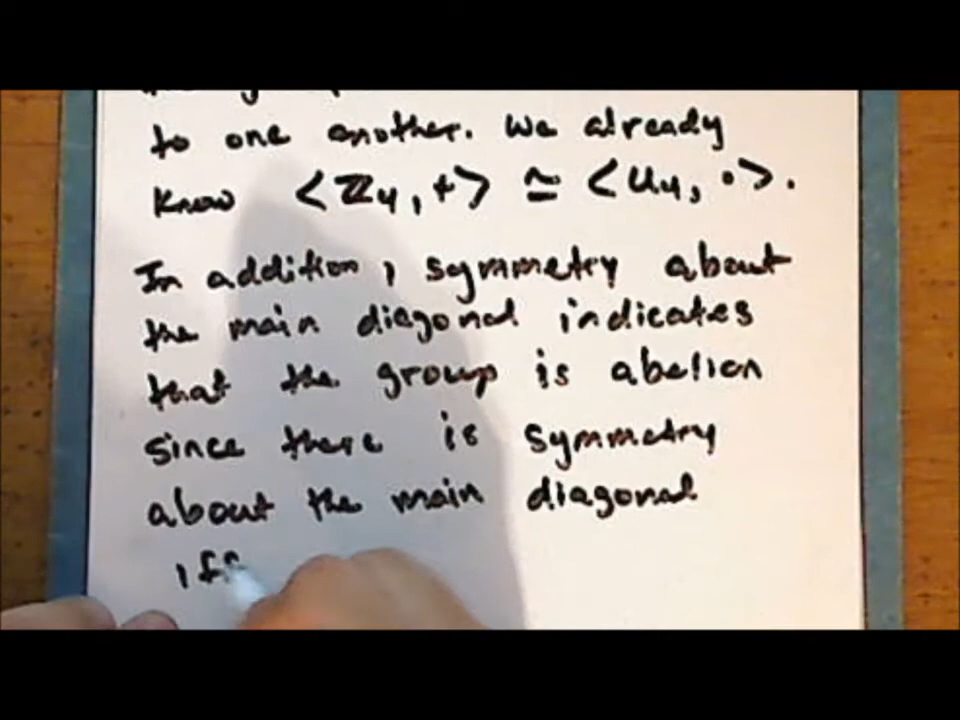 to one another. We already
know <ℤ₄, +> ≃ <U₄, ·>.
In addition, symmetry about
the main diagonal indicates
that the group is abelian
since there is symmetry
about the main diagonal
iff